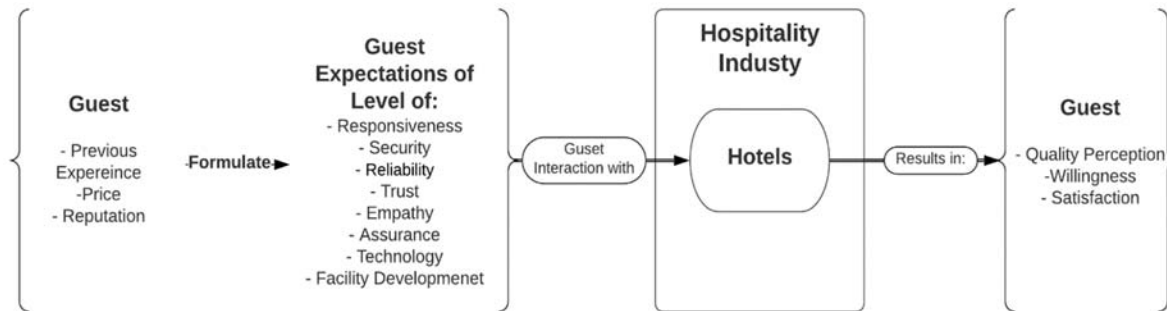 Guest
- Previous
Expereince
-Price
- Reputation
-Formulate-
Guest
Expectations of
Level of:
- Responsiveness
- Security
- Reliability
- Trust
- Empathy
- Assurance
- Technology
- Facility Developmenet
Guset
Interaction with
Hospitality
Industy
Hotels
Results in:
Guest
- Quality Perception
-Willingness
- Satisfaction